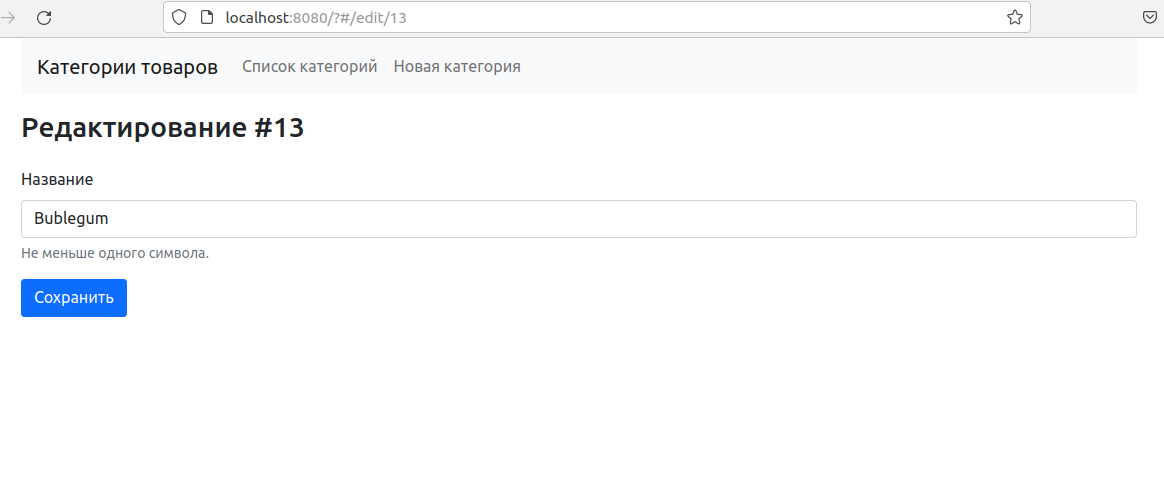 localhost:8080/?#/edit/13
Категории товаров Список категорий Новая категория
Редактирование #13
Название
Bublegum
Не меньше одного символа.
Сохранить